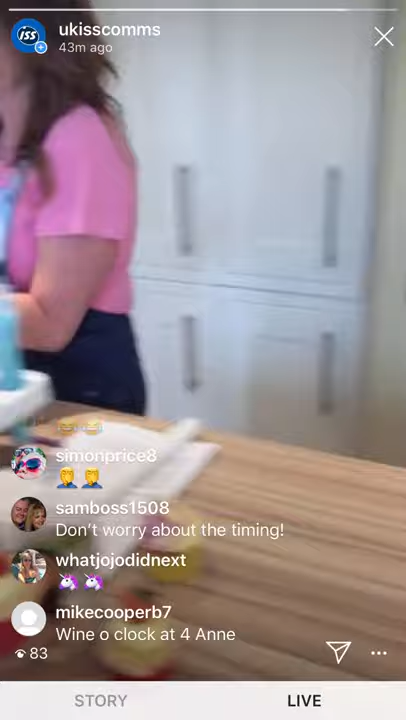 ukisscomms
iss
43m ago
simonprice8
samboss1508
Don't worry about the timing!
whatjojodidnext
mikecooperb7
Wine o clock at 4 Anne
83
STORY
LIVE